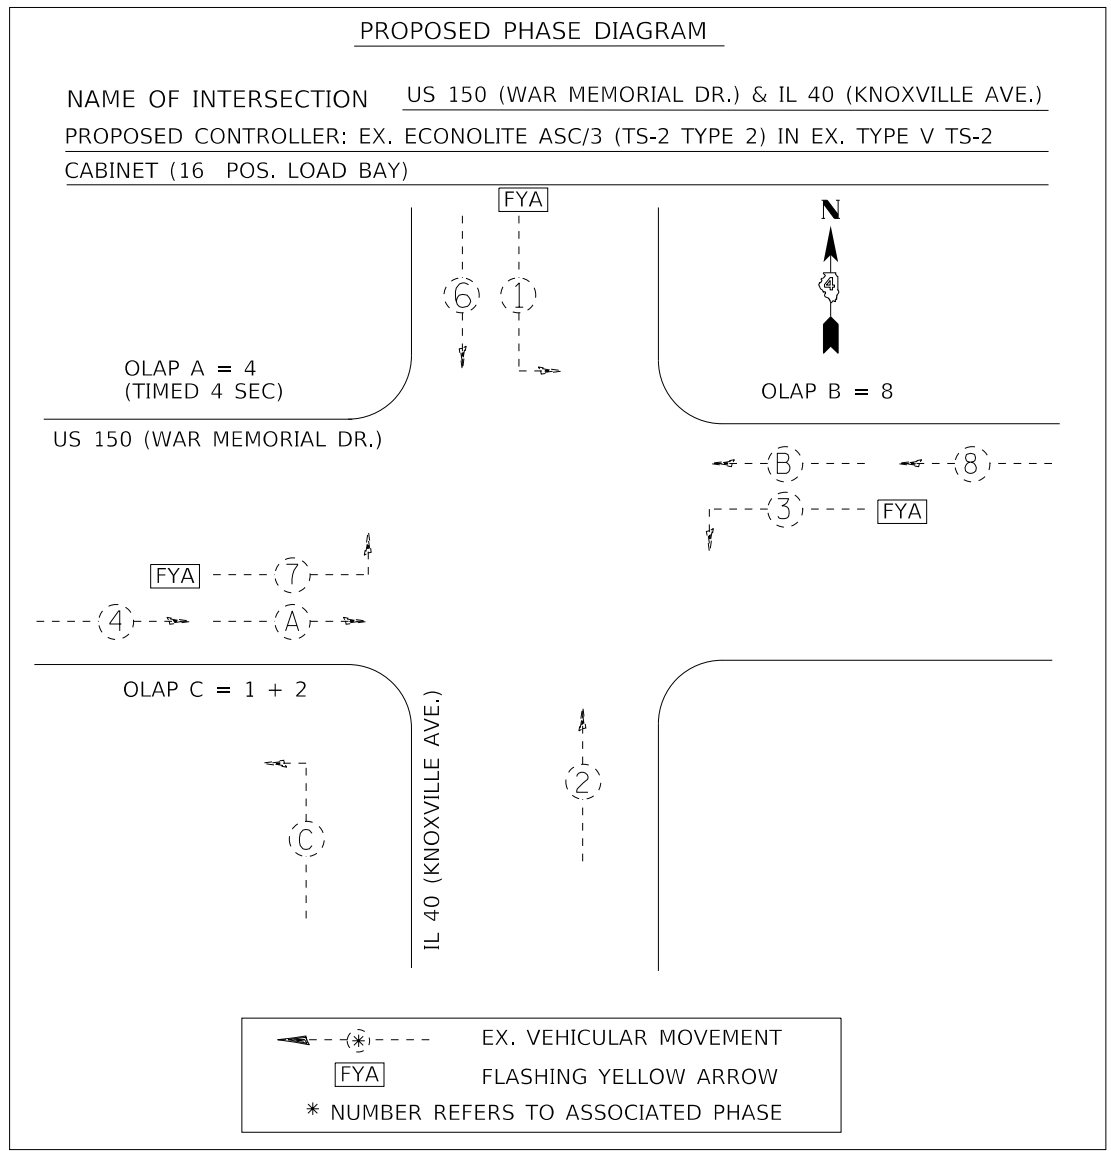 PROPOSED PHASE DIAGRAM
NAME OF INTERSECTION US 150 (WAR MEMORIAL DR.) & IL 40 (KNOXVILLE AVE.)
PROPOSED CONTROLLER: EX. ECONOLITE ASC/3 (TS-2 TYPE 2) IN EX. TYPE V TS-2
CABINET (16 POS. LOAD BAY)
FYA
N
6 1
4
OLAP A = 4
(TIMED 4 SEC)
OLAP B = 8
US 150 (WAR MEMORIAL DR.)
B 8
3 FYA
FYA 7
4 A
OLAP C = 1 + 2
IL 40 (KNOXVILLE AVE.)
2
C
* EX. VEHICULAR MOVEMENT
FYA FLASHING YELLOW ARROW
* NUMBER REFERS TO ASSOCIATED PHASE